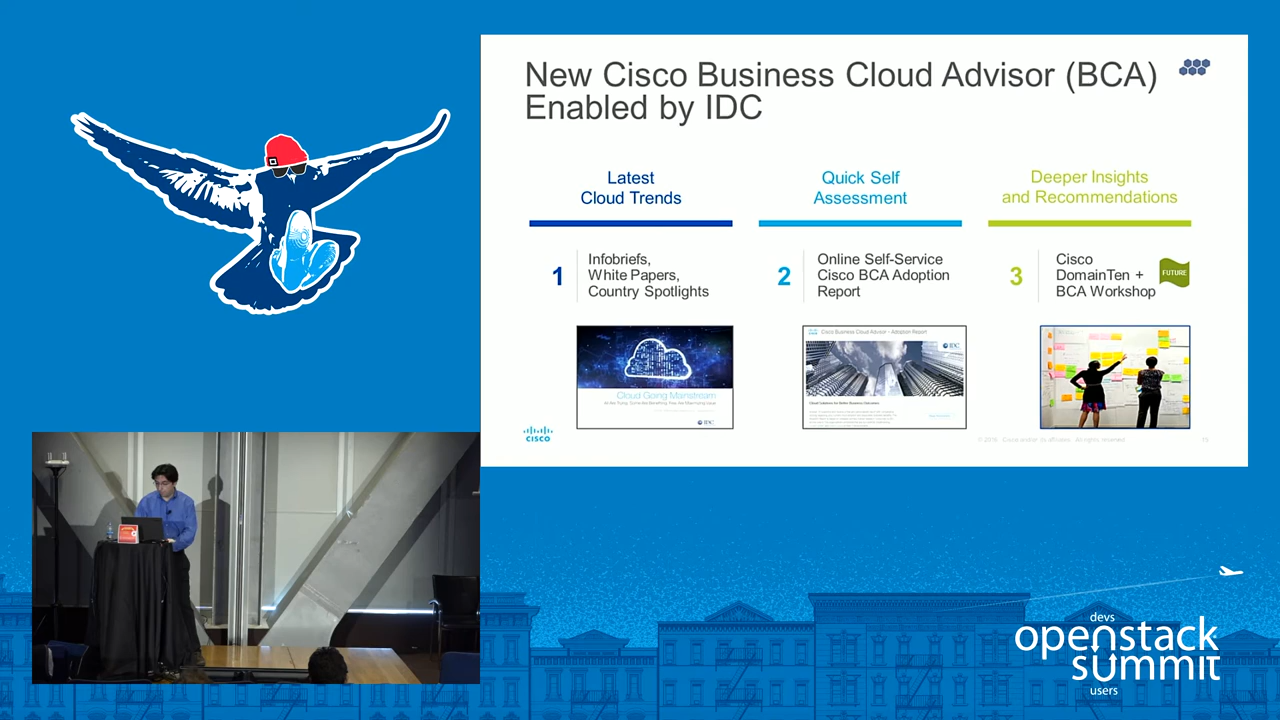 New Cisco Business Cloud Advisor (BCA)
Enabled by IDC
Latest
Cloud Trends
Quick Self
Assessment
Deeper Insights
and Recommendations
1
Infobriefs,
White Papers,
Country Spotlights
2
Online Self-Service
Cisco BCA Adoption
Report
3
Cisco
DomainTen +
BCA Workshop
FUTURE
Cloud Going Mainstream
IDC
Cisco Business Cloud Advisor - Adoption Report
IDC
CISCO
devs
openstack
summit
users